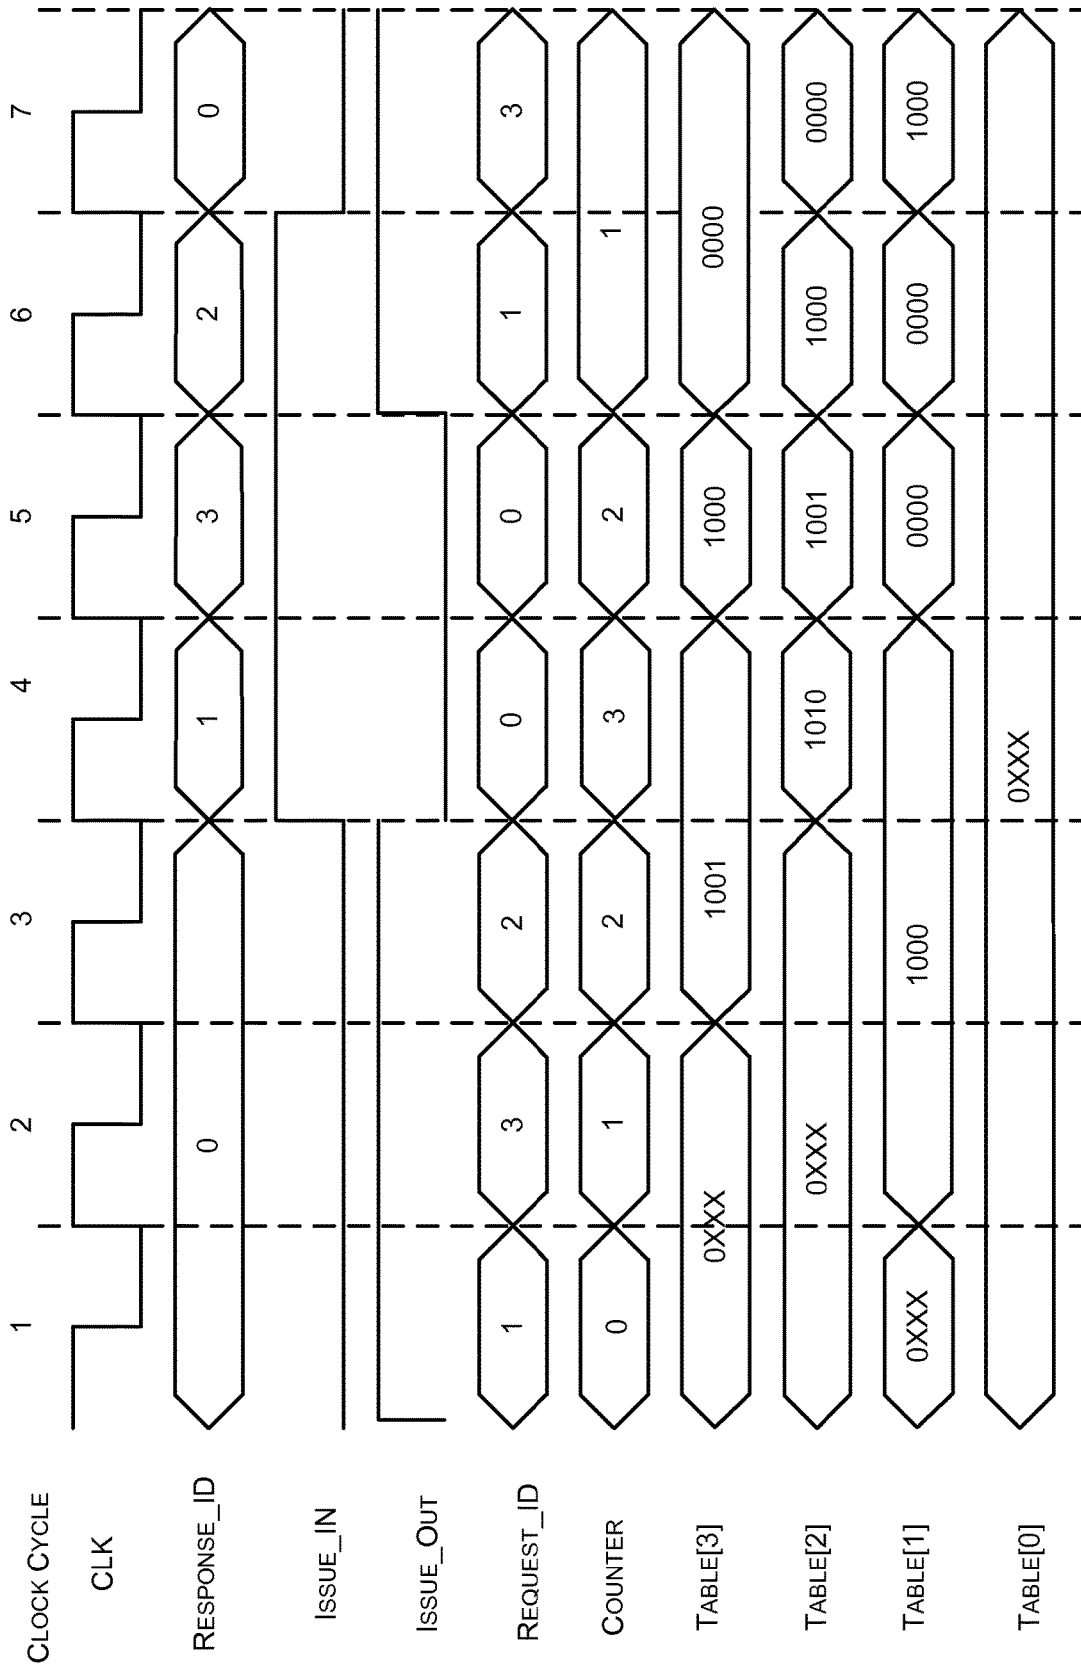 CLOCK CYCLE 1 2 3 4 5 6 7
CLK
RESPONSE_ID 0 1 3 2 0
ISSUE_IN
ISSUE_OUT
REQUEST_ID 1 3 2 0 0 1 3
COUNTER 0 1 2 3 2 1
TABLE[3] 0XXX 1001 1000 0000
TABLE[2] 0XXX 1010 1001 1000 0000
TABLE[1] 0XXX 1000 0000 0000 1000
TABLE[0] 0XXX